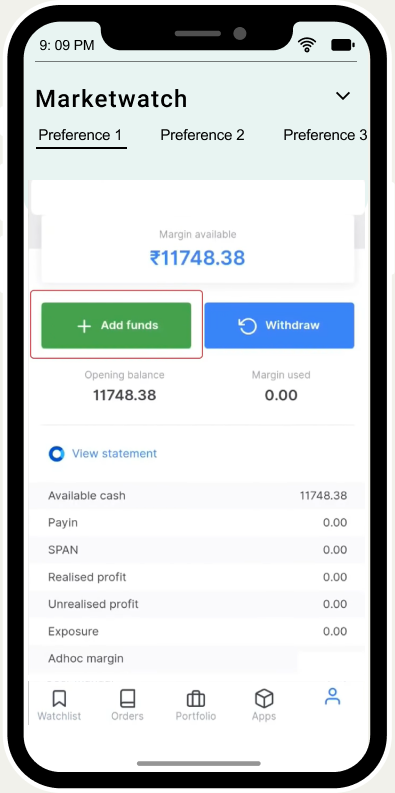 9: 09 PM
Marketwatch
Preference 1 Preference 2 Preference 3
Margin available
₹11748.38
Add funds Withdraw
Opening balance Margin used
11748.38 0.00
View statement
Available cash 11748.38
Payin 0.00
SPAN 0.00
Realised profit 0.00
Unrealised profit 0.00
Exposure 0.00
Adhoc margin
Watchlist Orders Portfolio Apps